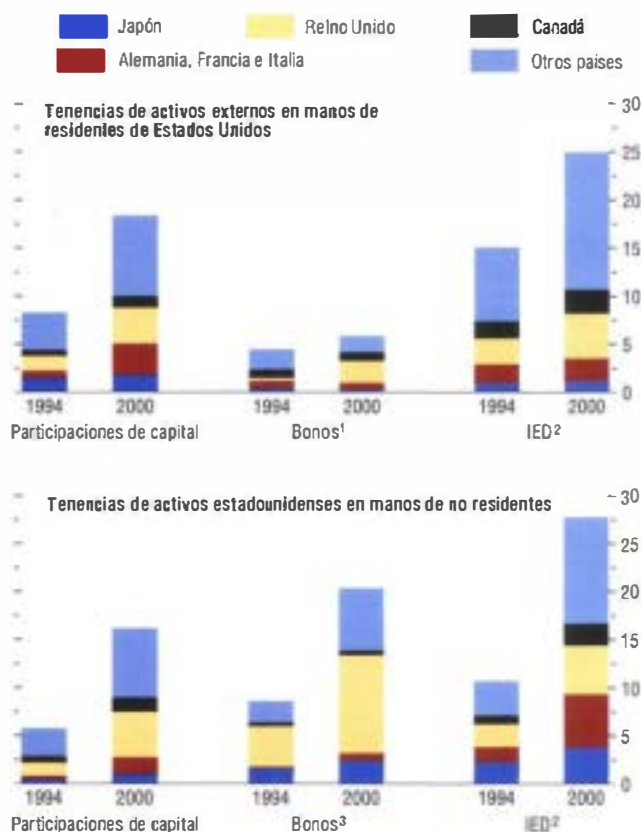 Japón Reino Unido Canadá
Alemania, Francia e Italia Otros paises
Tenencias de activos externos en manos de
residentes de Estados Unidos
30
25
20
15
10
5
0
1994 2000 1994 2000 1994 2000
Participaciones de capital Bonos¹ IED²
Tenencias de activos estadounidenses en manos de no residentes
30
25
20
15
10
5
0
1994 2000 1994 2000 1994 2000
Participaciones de capital Bonos³ IED²